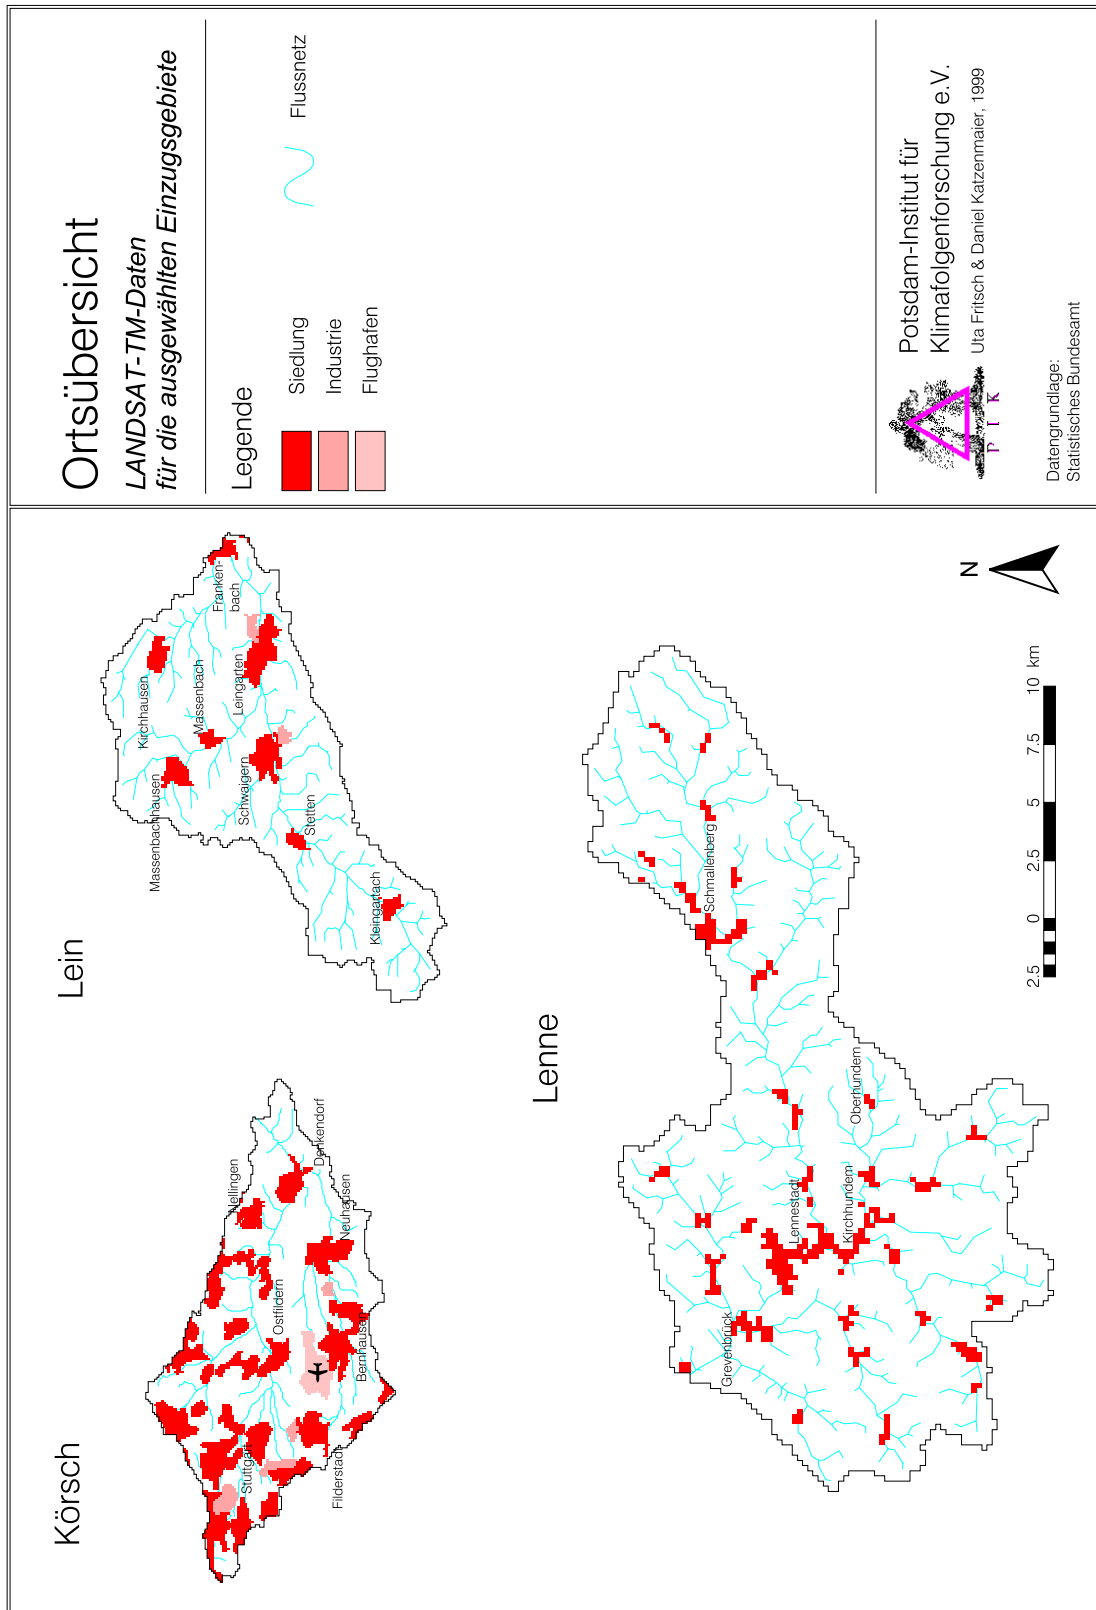 Ortsübersicht
LANDSAT-TM-Daten
für die ausgewählten Einzugsgebiete
Legende
Siedlung
Industrie
Flughafen
Flussnetz
Potsdam-Institut für
Klimafolgenforschung e.V.
Uta Fritsch & Daniel Katzenmaier, 1999
P I K
Datengrundlage:
Statistisches Bundesamt
Körsch
Stuttgart
Filderstadt
Bernhausen
Ostfildern
Nellingen
Neuhausen
Denkendorf
Lein
Massenbachhausen
Kirchhausen
Massenbach
Franken-
bach
Leingarten
Schwaigern
Stetten
Kleingartach
Lenne
Grevenbrück
Lennestadt
Kirchhundem
Oberhundem
Schmallenberg
N
2.5 0 2.5 5 7.5 10 km